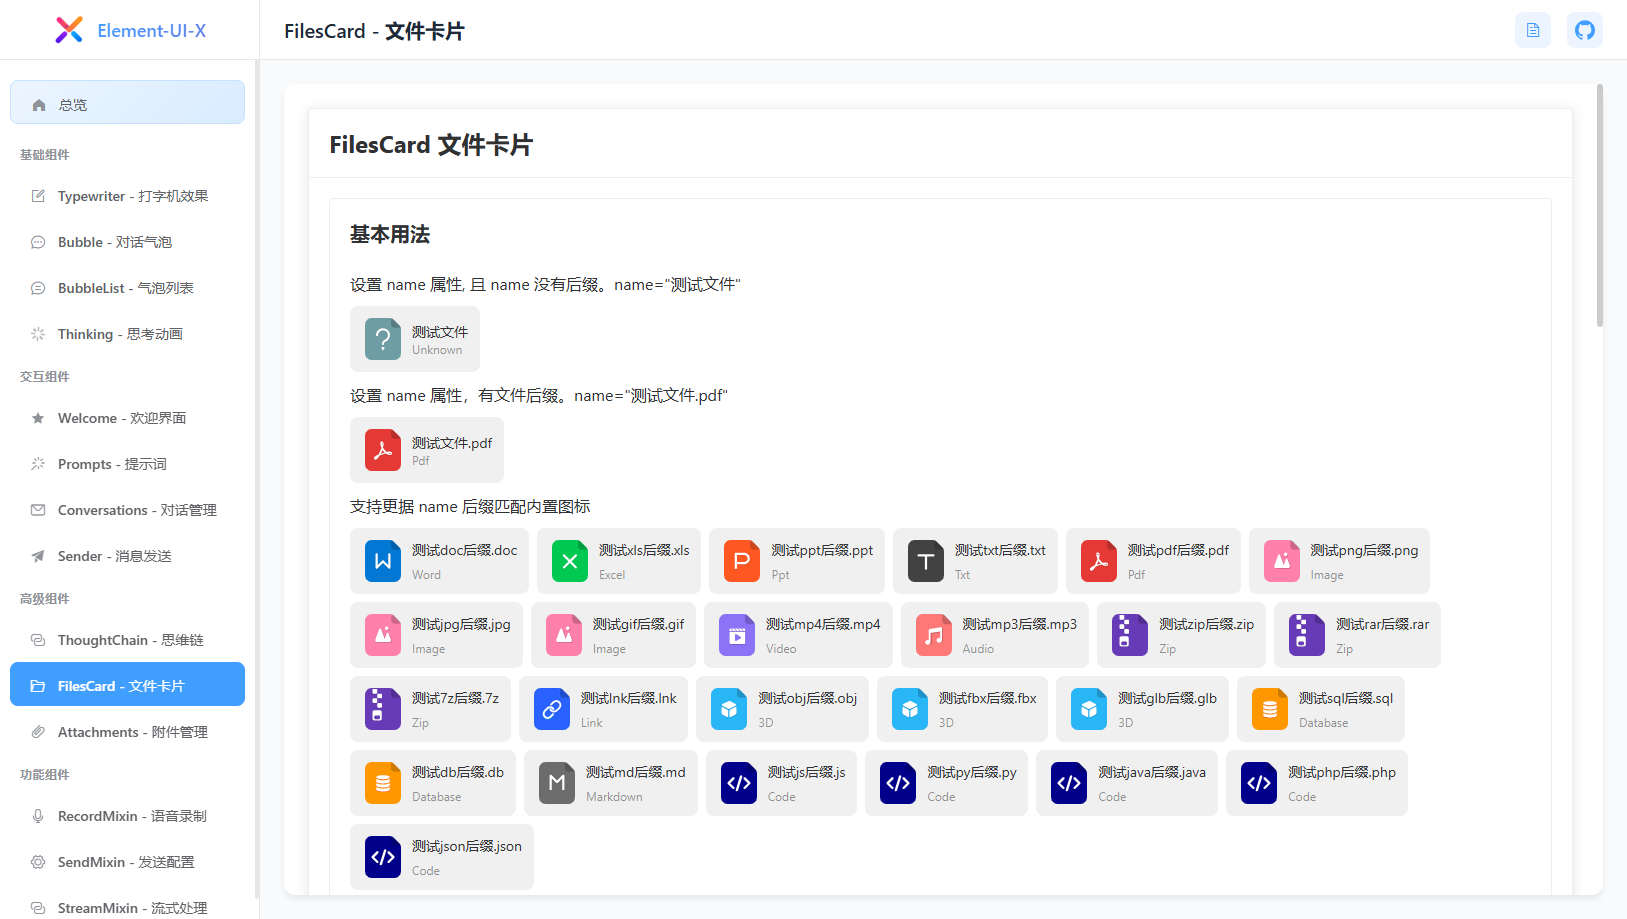 Element-UI-X
FilesCard - 文件卡片
总览
基础组件
Typewriter - 打字机效果
Bubble - 对话气泡
BubbleList - 气泡列表
Thinking - 思考动画
交互组件
Welcome - 欢迎界面
Prompts - 提示词
Conversations - 对话管理
Sender - 消息发送
高级组件
ThoughtChain - 思维链
FilesCard - 文件卡片
Attachments - 附件管理
功能组件
RecordMixin - 语音录制
SendMixin - 发送配置
StreamMixin - 流式处理
FilesCard 文件卡片
基本用法
设置 name 属性, 且 name 没有后缀。name="测试文件"
?
测试文件
Unknown
设置 name 属性，有文件后缀。name="测试文件.pdf"
测试文件.pdf
Pdf
支持更据 name 后缀匹配内置图标
W 测试doc后缀.doc
Word
X 测试xls后缀.xls
Excel
P 测试ppt后缀.ppt
Ppt
T 测试txt后缀.txt
Txt
测试pdf后缀.pdf
Pdf
测试png后缀.png
Image
测试jpg后缀.jpg
Image
测试gif后缀.gif
Image
测试mp4后缀.mp4
Video
测试mp3后缀.mp3
Audio
测试zip后缀.zip
Zip
测试rar后缀.rar
Zip
测试7z后缀.7z
Zip
测试lnk后缀.lnk
Link
测试obj后缀.obj
3D
测试fbx后缀.fbx
3D
测试glb后缀.glb
3D
测试sql后缀.sql
Database
测试db后缀.db
Database
M 测试md后缀.md
Markdown
</> 测试js后缀.js
Code
</> 测试py后缀.py
Code
</> 测试java后缀.java
Code
</> 测试php后缀.php
Code
</> 测试json后缀.json
Code